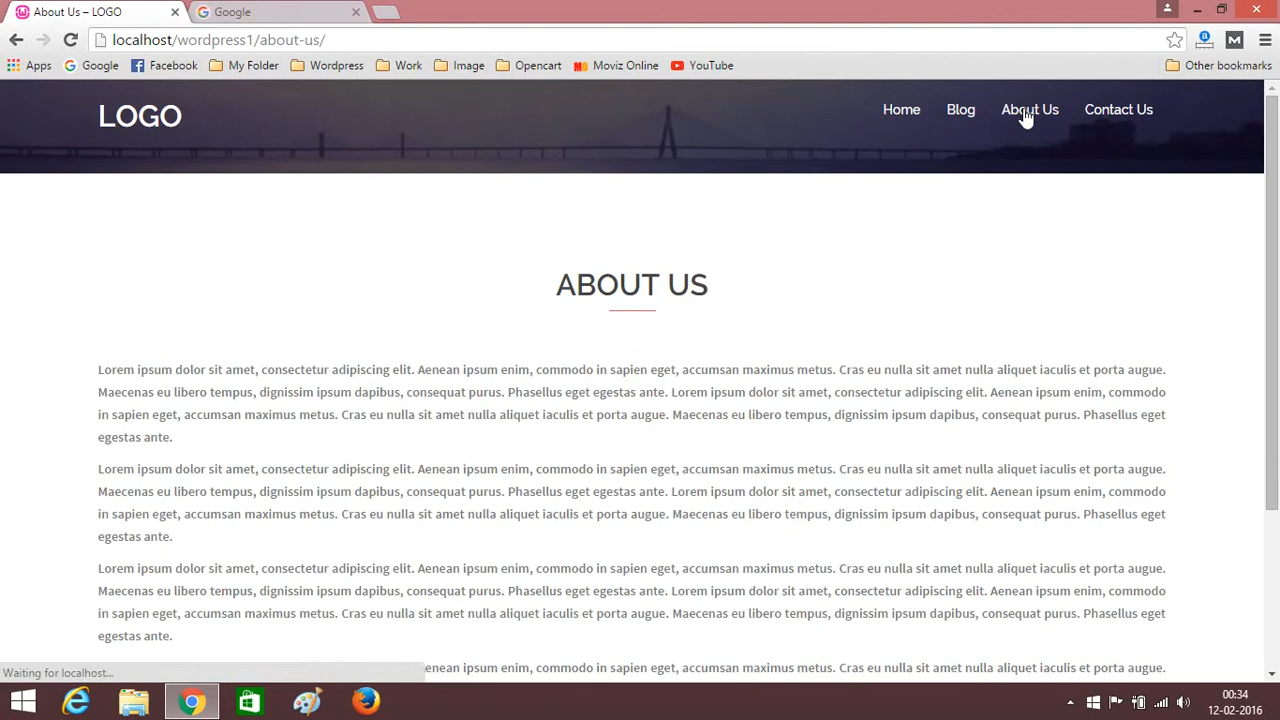 About Us – LOGO
Google
localhost/wordpress1/about-us/
Apps Google Facebook My Folder Wordpress Work Image Opencart Moviz Online YouTube Other bookmarks
LOGO
Home Blog About Us Contact Us
ABOUT US
Lorem ipsum dolor sit amet, consectetur adipiscing elit. Aenean ipsum enim, commodo in sapien eget, accumsan maximus metus. Cras eu nulla sit amet nulla aliquet iaculis et porta augue.
Maecenas eu libero tempus, dignissim ipsum dapibus, consequat purus. Phasellus eget egestas ante. Lorem ipsum dolor sit amet, consectetur adipiscing elit. Aenean ipsum enim, commodo
in sapien eget, accumsan maximus metus. Cras eu nulla sit amet nulla aliquet iaculis et porta augue. Maecenas eu libero tempus, dignissim ipsum dapibus, consequat purus. Phasellus eget
egestas ante.
Lorem ipsum dolor sit amet, consectetur adipiscing elit. Aenean ipsum enim, commodo in sapien eget, accumsan maximus metus. Cras eu nulla sit amet nulla aliquet iaculis et porta augue.
Maecenas eu libero tempus, dignissim ipsum dapibus, consequat purus. Phasellus eget egestas ante. Lorem ipsum dolor sit amet, consectetur adipiscing elit. Aenean ipsum enim, commodo
in sapien eget, accumsan maximus metus. Cras eu nulla sit amet nulla aliquet iaculis et porta augue. Maecenas eu libero tempus, dignissim ipsum dapibus, consequat purus. Phasellus eget
egestas ante.
Lorem ipsum dolor sit amet, consectetur adipiscing elit. Aenean ipsum enim, commodo in sapien eget, accumsan maximus metus. Cras eu nulla sit amet nulla aliquet iaculis et porta augue.
Maecenas eu libero tempus, dignissim ipsum dapibus, consequat purus. Phasellus eget egestas ante. Lorem ipsum dolor sit amet, consectetur adipiscing elit. Aenean ipsum enim, commodo
in sapien eget, accumsan maximus metus. Cras eu nulla sit amet nulla aliquet iaculis et porta augue. Maecenas eu libero tempus, dignissim ipsum dapibus, consequat purus. Phasellus eget
egestas ante.
enean ipsum enim, commodo in sapien eget, accumsan maximus metus. Cras eu nulla sit amet nulla aliquet iaculis et porta augue.
Waiting for localhost...
00:34
12-02-2016